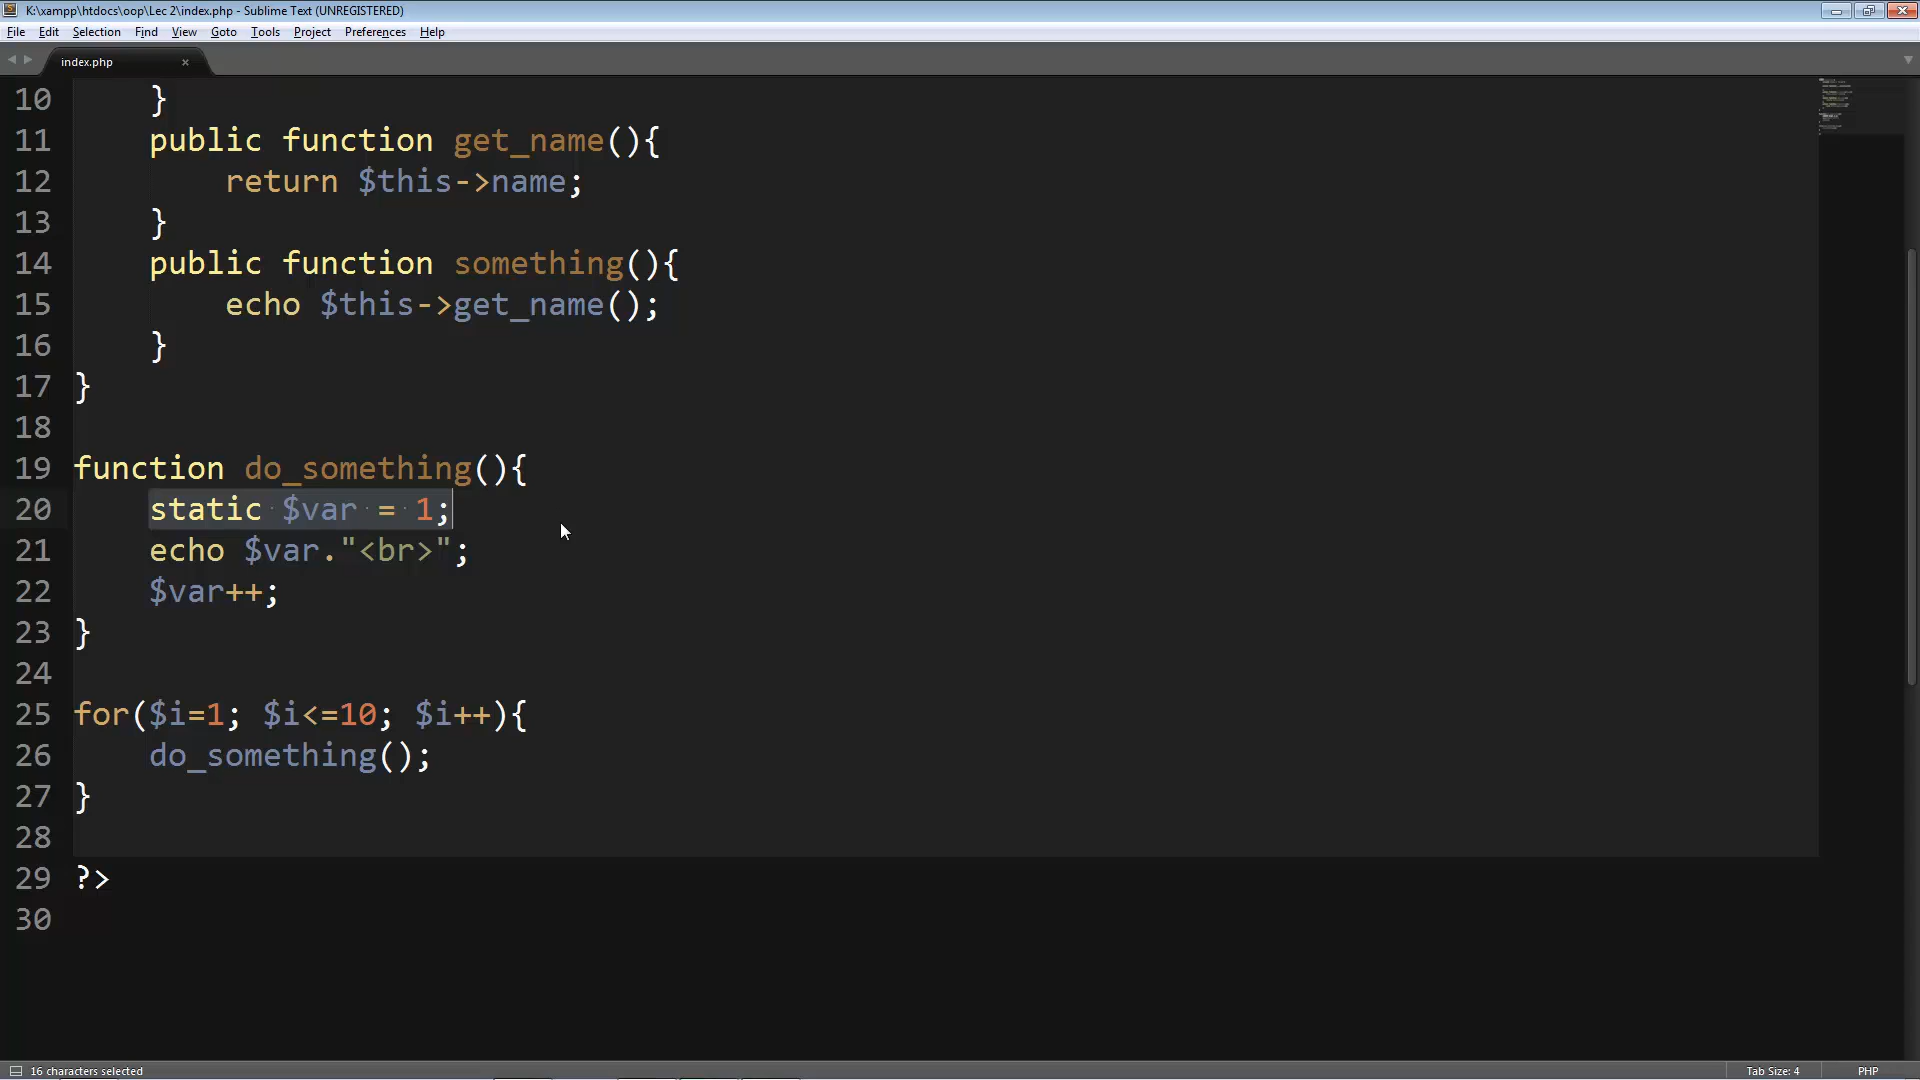 K:\xampp\htdocs\oop\Lec 2\index.php - Sublime Text (UNREGISTERED)
File Edit Selection Find View Goto Tools Project Preferences Help
index.php
10     }
11     public function get_name(){
12         return $this->name;
13     }
14     public function something(){
15         echo $this->get_name();
16     }
17 }
18
19 function do_something(){
20     static $var = 1;
21     echo $var."<br>";
22     $var++;
23 }
24
25 for($i=1; $i<=10; $i++){
26     do_something();
27 }
28
29 ?>
30
16 characters selected Tab Size: 4 PHP